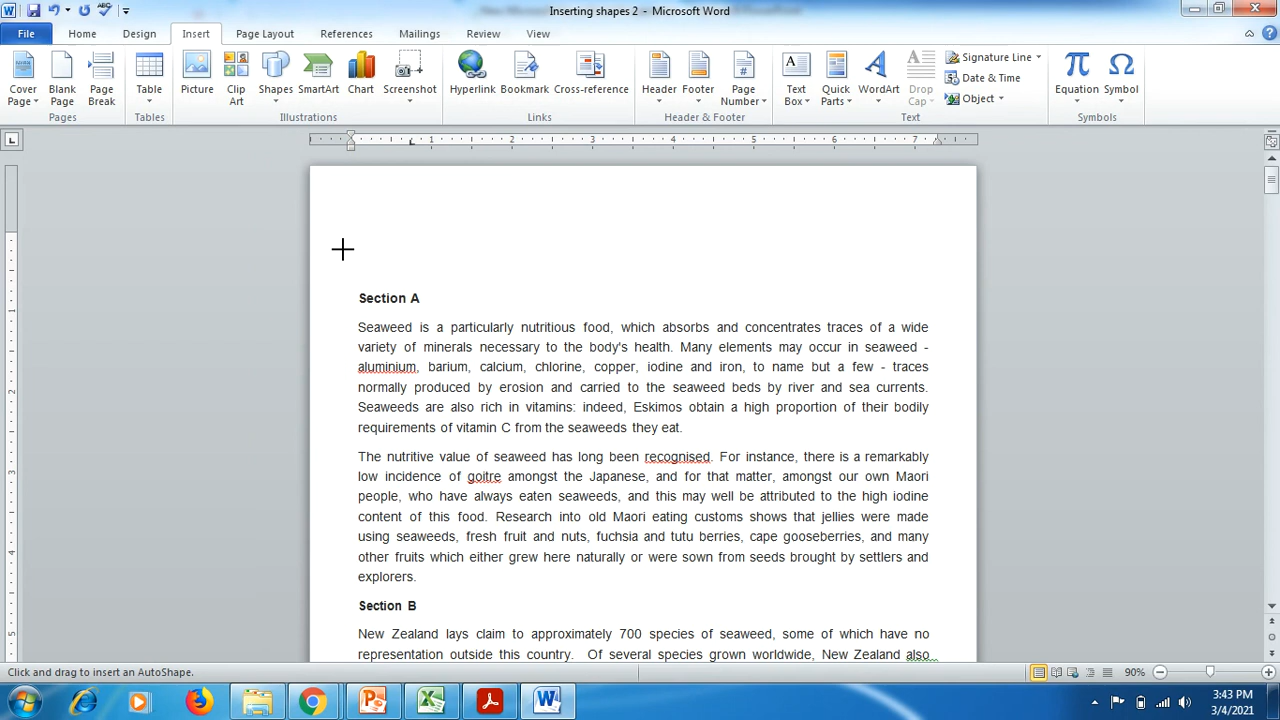 Inserting shapes 2 - Microsoft Word
File Home Design Insert Page Layout References Mailings Review View
Cover Page
Blank Page
Page Break
Table
Picture
Clip Art
Shapes
SmartArt
Chart
Screenshot
Hyperlink
Bookmark
Cross-reference
Header
Footer
Page Number
Text Box
Quick Parts
WordArt
Drop Cap
Signature Line
Date & Time
Object
Equation
Symbol
Pages Tables Illustrations Links Header & Footer Text Symbols
1 2 3 4 5 6 7
Section A
Seaweed is a particularly nutritious food, which absorbs and concentrates traces of a wide
variety of minerals necessary to the body's health. Many elements may occur in seaweed -
aluminium, barium, calcium, chlorine, copper, iodine and iron, to name but a few - traces
normally produced by erosion and carried to the seaweed beds by river and sea currents.
Seaweeds are also rich in vitamins: indeed, Eskimos obtain a high proportion of their bodily
requirements of vitamin C from the seaweeds they eat.
The nutritive value of seaweed has long been recognised. For instance, there is a remarkably
low incidence of goitre amongst the Japanese, and for that matter, amongst our own Maori
people, who have always eaten seaweeds, and this may well be attributed to the high iodine
content of this food. Research into old Maori eating customs shows that jellies were made
using seaweeds, fresh fruit and nuts, fuchsia and tutu berries, cape gooseberries, and many
other fruits which either grew here naturally or were sown from seeds brought by settlers and
explorers.
Section B
New Zealand lays claim to approximately 700 species of seaweed, some of which have no
representation outside this country. Of several species grown worldwide, New Zealand also
1
2
3
4
5
Click and drag to insert an AutoShape.
90%
3:43 PM
3/4/2021